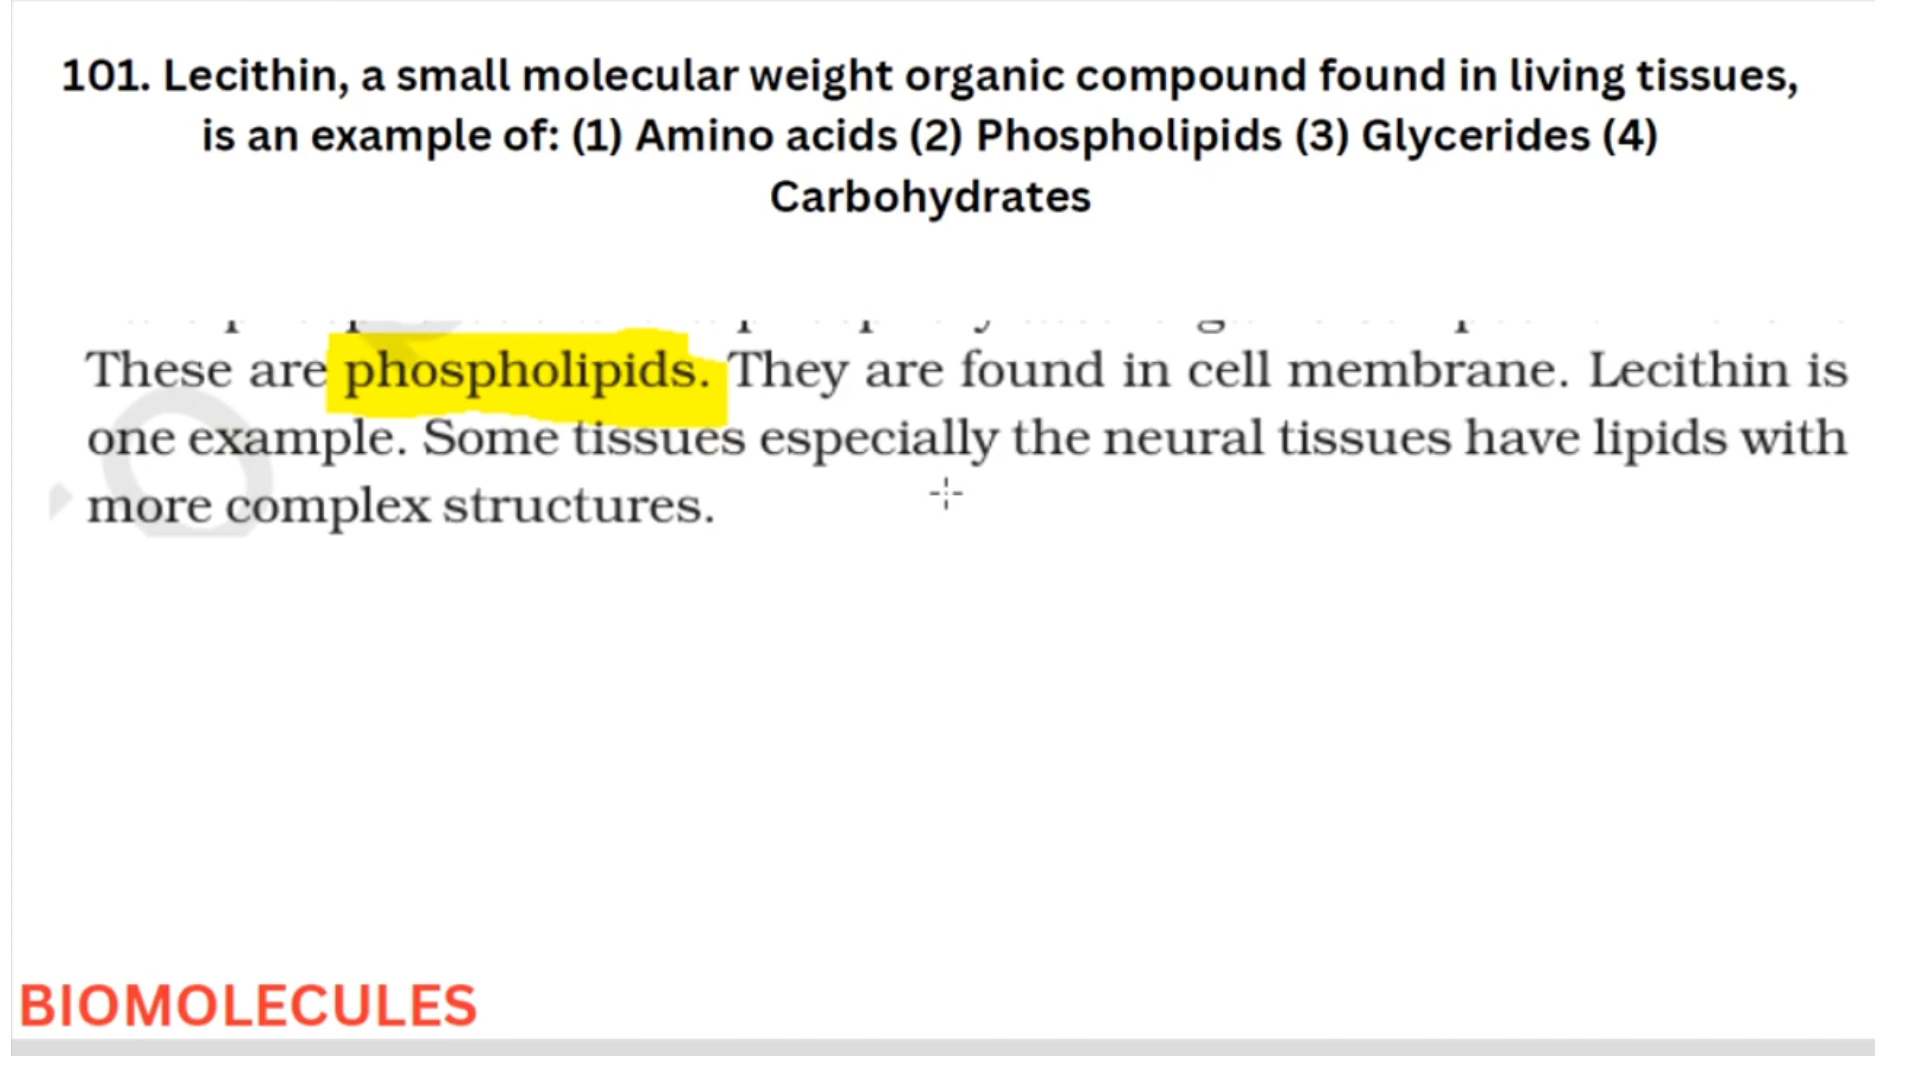 101. Lecithin, a small molecular weight organic compound found in living tissues,
is an example of: (1) Amino acids (2) Phospholipids (3) Glycerides (4)
Carbohydrates
These are phospholipids. They are found in cell membrane. Lecithin is
one example. Some tissues especially the neural tissues have lipids with
more complex structures.
BIOMOLECULES